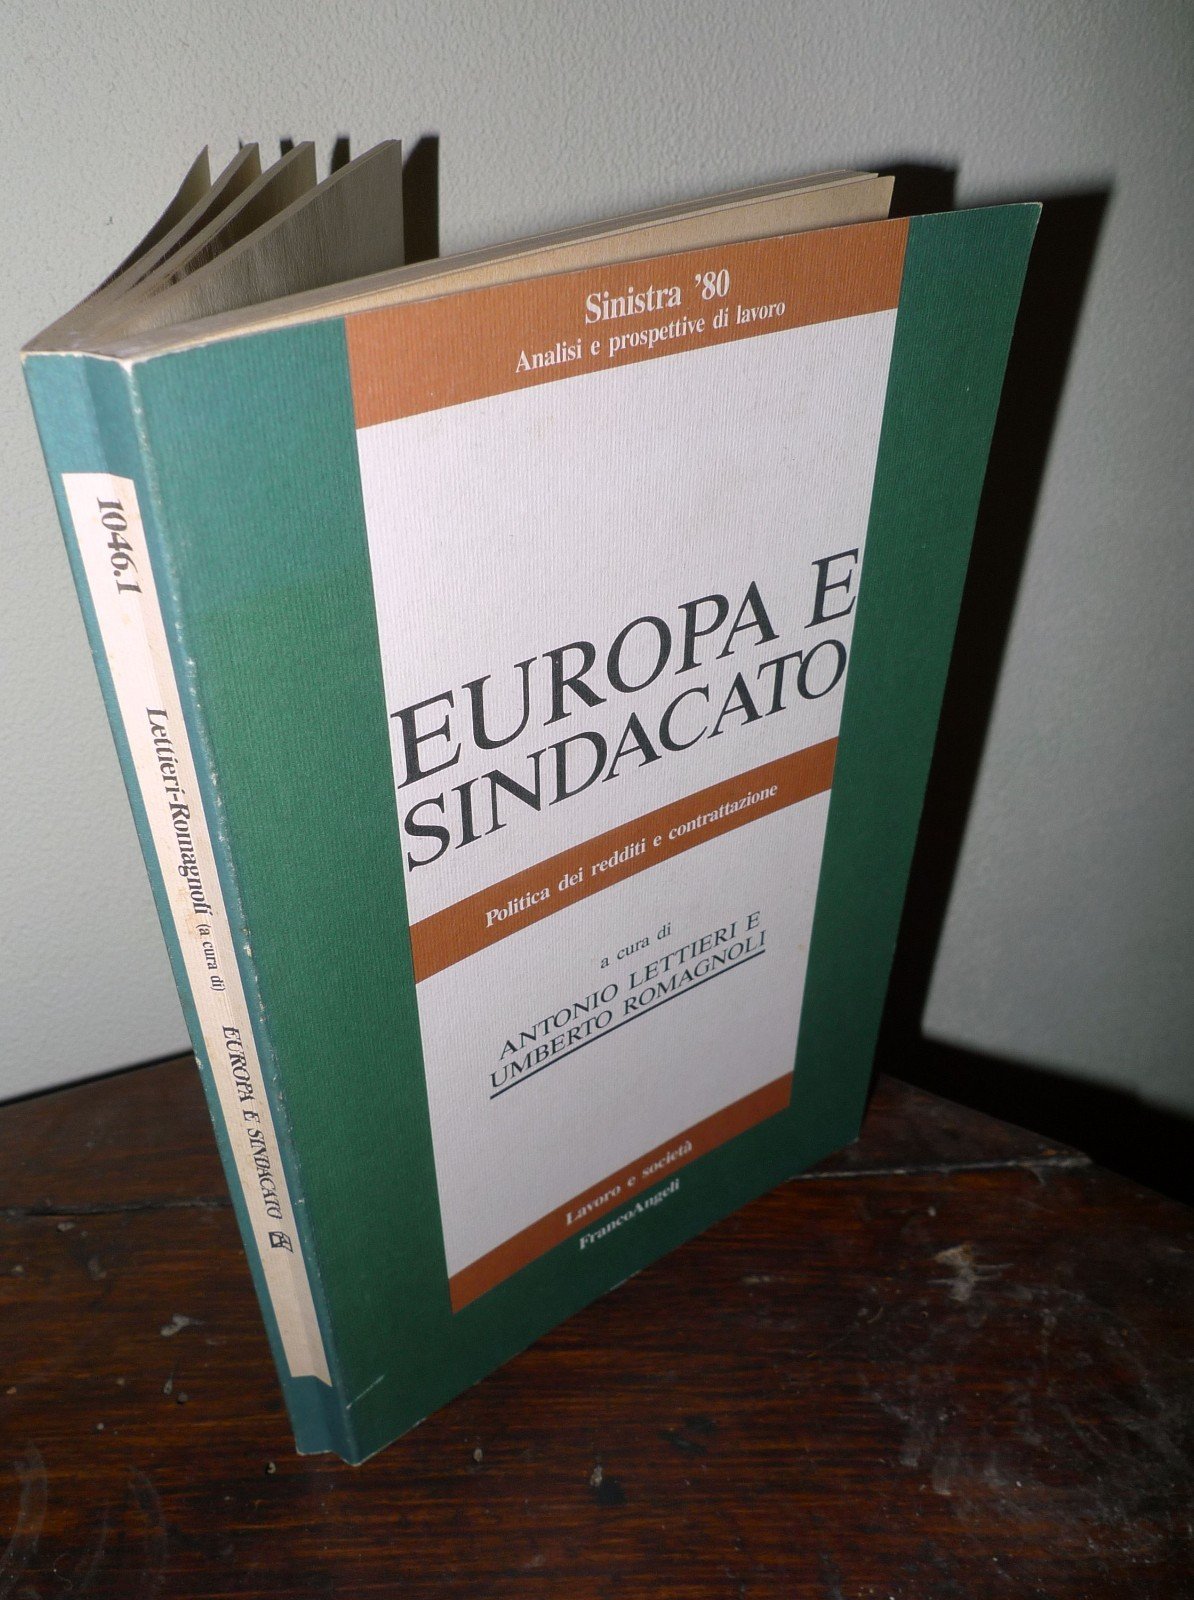 Sinistra '80
Analisi e prospettive di lavoro
EUROPA E
SINDACATO
Politica dei redditi e contrattazione
a cura di
ANTONIO LETTIERI E
UMBERTO ROMAGNOLI
Lavoro e società
FrancoAngeli
1046.1 Lettieri-Romagnoli (a cura di) EUROPA E SINDACATO